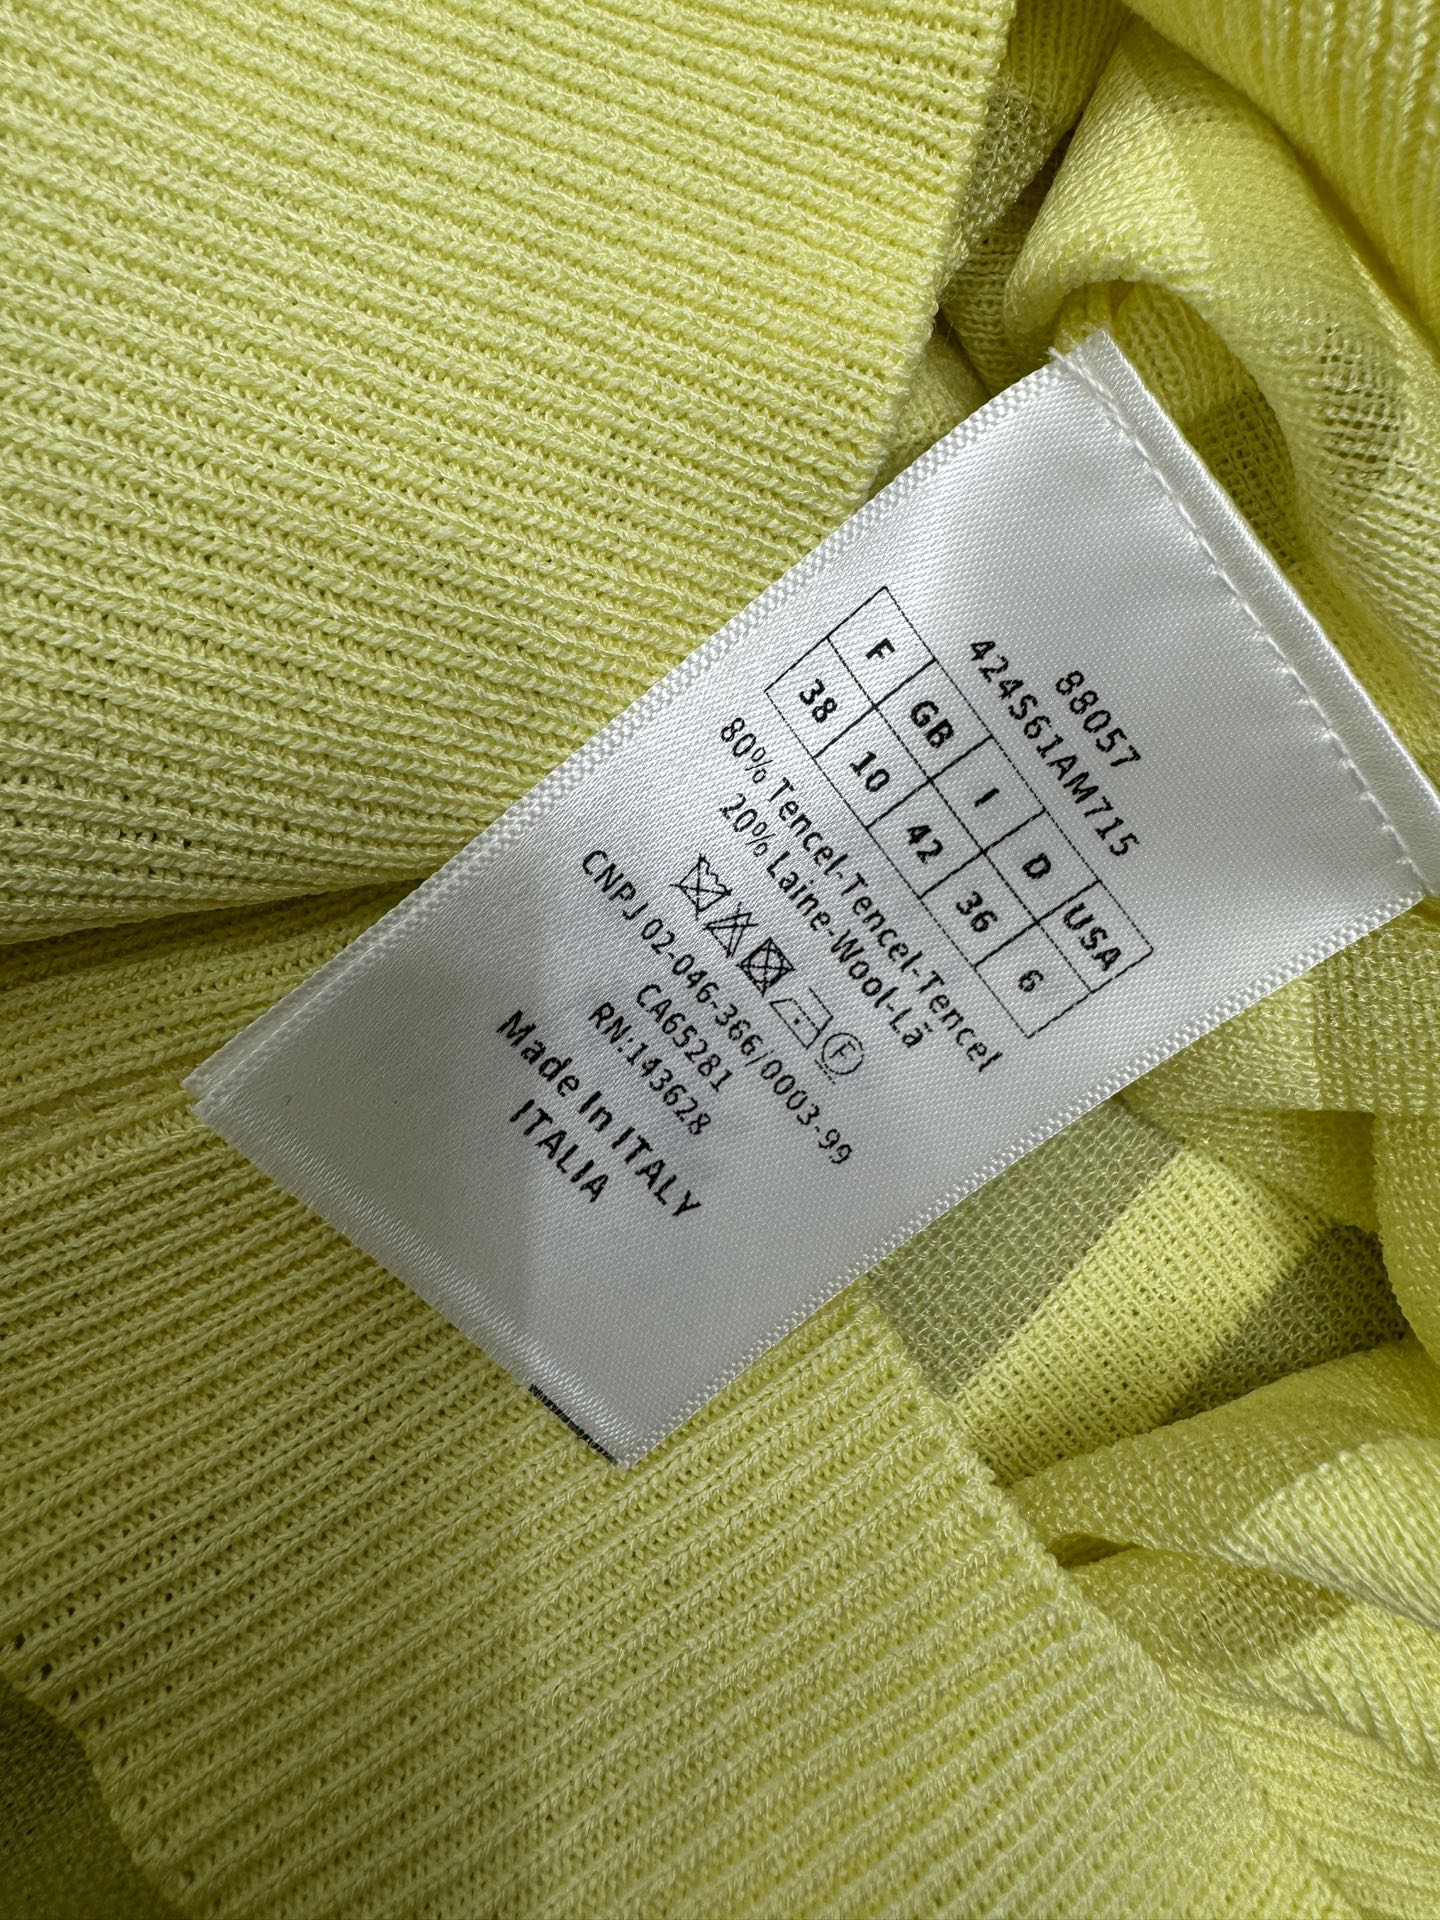 88057
424S61AM715
F GB I D USA
38 10 42 36 6
80% Tencel-Tencel-Tencel
20% Laine-Wool-Lã
F
CNPJ 02-046-366/0003-99
CA65281
RN:143628
Made In ITALY
ITALIA